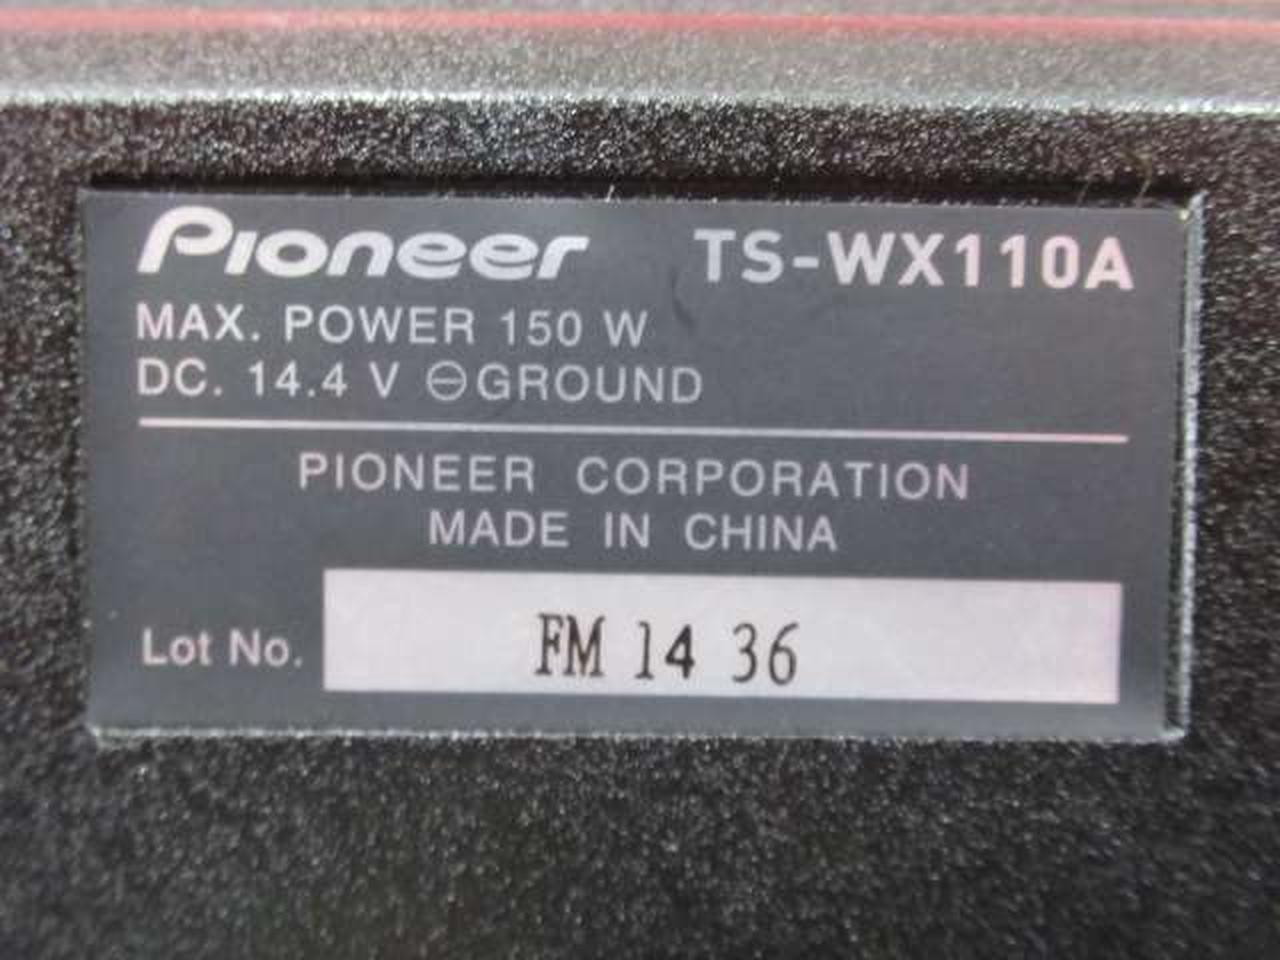 Pioneer TS-WX110A
MAX. POWER 150 W
DC. 14.4 V ⊖GROUND
PIONEER CORPORATION
MADE IN CHINA
Lot No. FM 14 36